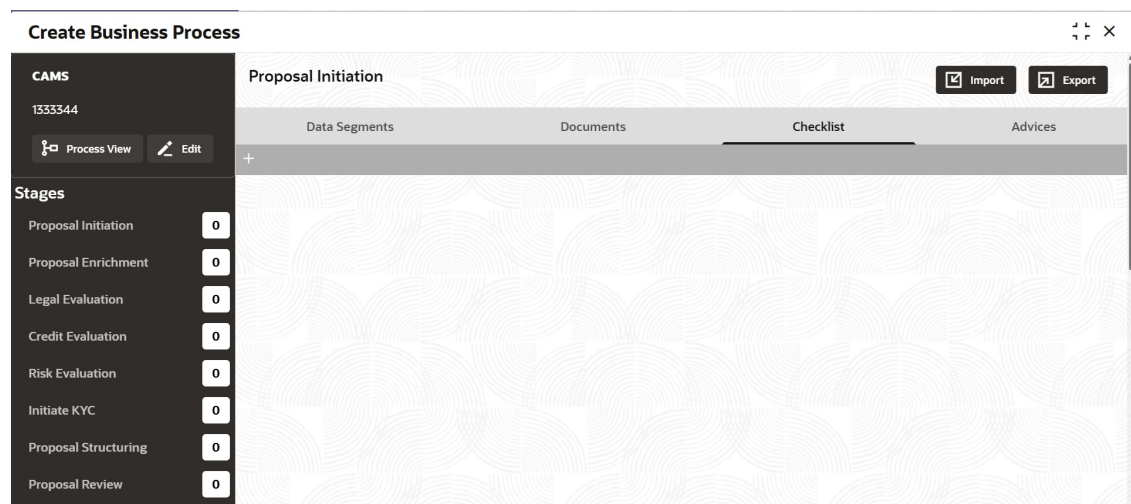 Create Business Process
CAMS
1333344
Process View Edit
Stages
Proposal Initiation 0
Proposal Enrichment 0
Legal Evaluation 0
Credit Evaluation 0
Risk Evaluation 0
Initiate KYC 0
Proposal Structuring 0
Proposal Review 0
Proposal Initiation
Import Export
Data Segments Documents Checklist Advices
+